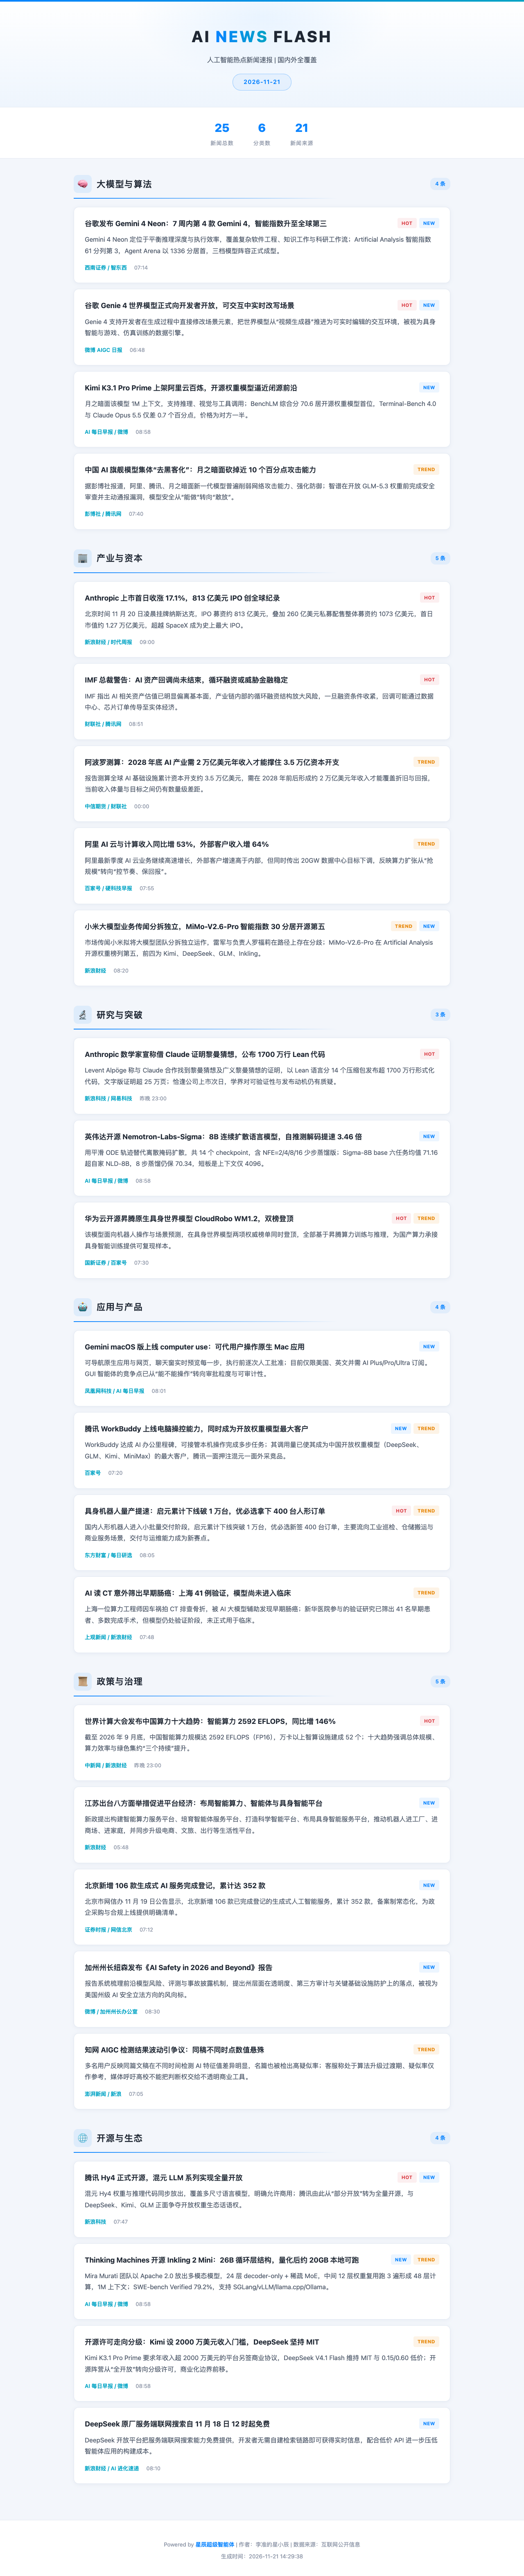 AI NEWS FLASH
人工智能热点新闻速报 | 国内外全覆盖
2026-11-21
25 6 21
新闻总数 分类数 新闻来源
大模型与算法 4 条
谷歌发布 Gemini 4 Neon：7 周内第 4 款 Gemini 4，智能指数升至全球第三 HOT NEW
Gemini 4 Neon 定位于平衡推理深度与执行效率，覆盖复杂软件工程、知识工作与科研工作流；Artificial Analysis 智能指数
61 分列第 3，Agent Arena 以 1336 分居首，三档模型阵容正式成型。
西南证券 / 智东西 07:14
谷歌 Genie 4 世界模型正式向开发者开放，可交互中实时改写场景 HOT NEW
Genie 4 支持开发者在生成过程中直接修改场景元素，把世界模型从“视频生成器”推进为可实时编辑的交互环境，被视为具身
智能与游戏、仿真训练的数据引擎。
微博 AIGC 日报 06:48
Kimi K3.1 Pro Prime 上架阿里云百炼，开源权重模型逼近闭源前沿 NEW
月之暗面该模型 1M 上下文，支持推理、视觉与工具调用；BenchLM 综合分 70.6 居开源权重模型首位，Terminal-Bench 4.0
与 Claude Opus 5.5 仅差 0.7 个百分点，价格为对方一半。
AI 每日早报 / 微博 08:58
中国 AI 旗舰模型集体“去黑客化”：月之暗面砍掉近 10 个百分点攻击能力 TREND
据彭博社报道，阿里、腾讯、月之暗面新一代模型普遍削弱网络攻击能力、强化防御；智谱在开放 GLM-5.3 权重前完成安全
审查并主动通报漏洞，模型安全从“能做”转向“敢放”。
彭博社 / 腾讯网 07:40
产业与资本 5 条
Anthropic 上市首日收涨 17.1%，813 亿美元 IPO 创全球纪录 HOT
北京时间 11 月 20 日凌晨挂牌纳斯达克，IPO 募资约 813 亿美元，叠加 260 亿美元私募配售整体募资约 1073 亿美元，首日
市值约 1.27 万亿美元，超越 SpaceX 成为史上最大 IPO。
新浪财经 / 时代周报 09:00
IMF 总裁警告：AI 资产回调尚未结束，循环融资或威胁金融稳定 HOT
IMF 指出 AI 相关资产估值已明显偏离基本面，产业链内部的循环融资结构放大风险，一旦融资条件收紧，回调可能通过数据
中心、芯片订单传导至实体经济。
财联社 / 腾讯网 08:51
阿波罗测算：2028 年底 AI 产业需 2 万亿美元年收入才能撑住 3.5 万亿资本开支 TREND
报告测算全球 AI 基础设施累计资本开支约 3.5 万亿美元，需在 2028 年前后形成约 2 万亿美元年收入才能覆盖折旧与回报，
当前收入体量与目标之间仍有数量级差距。
中信期货 / 财联社 00:00
阿里 AI 云与计算收入同比增 53%，外部客户收入增 64% TREND
阿里最新季度 AI 云业务继续高速增长，外部客户增速高于内部，但同时传出 20GW 数据中心目标下调，反映算力扩张从“抢
规模”转向“控节奏、保回报”。
百家号 / 硬科技早报 07:55
小米大模型业务传闻分拆独立，MiMo-V2.6-Pro 智能指数 30 分居开源第五 TREND NEW
市场传闻小米拟将大模型团队分拆独立运作，雷军与负责人罗福莉在路径上存在分歧；MiMo-V2.6-Pro 在 Artificial Analysis
开源权重榜列第五，前四为 Kimi、DeepSeek、GLM、Inkling。
新浪财经 08:20
研究与突破 3 条
Anthropic 数学家宣称借 Claude 证明黎曼猜想，公布 1700 万行 Lean 代码 HOT
Levent Alpöge 称与 Claude 合作找到黎曼猜想及广义黎曼猜想的证明，以 Lean 语言分 14 个压缩包发布超 1700 万行形式化
代码，文字版证明超 25 万页；恰逢公司上市次日，学界对可验证性与发布动机仍有质疑。
新浪科技 / 网易科技 昨晚 23:00
英伟达开源 Nemotron-Labs-Sigma：8B 连续扩散语言模型，自推测解码提速 3.46 倍 NEW
用平滑 ODE 轨迹替代离散掩码扩散，共 14 个 checkpoint，含 NFE=2/4/8/16 少步蒸馏版；Sigma-8B base 六任务均值 71.16
超自家 NLD-8B，8 步蒸馏仍保 70.34，短板是上下文仅 4096。
AI 每日早报 / 微博 08:58
华为云开源昇腾原生具身世界模型 CloudRobo WM1.2，双榜登顶 HOT TREND
该模型面向机器人操作与场景预测，在具身世界模型两项权威榜单同时登顶，全部基于昇腾算力训练与推理，为国产算力承接
具身智能训练提供可复现样本。
国新证券 / 百家号 07:30
应用与产品 4 条
Gemini macOS 版上线 computer use：可代用户操作原生 Mac 应用 NEW
可导航原生应用与网页，聊天窗实时预览每一步，执行前逐次人工批准；目前仅限美国、英文并需 AI Plus/Pro/Ultra 订阅。
GUI 智能体的竞争点已从“能不能操作”转向审批粒度与可审计性。
凤凰网科技 / AI 每日早报 08:01
腾讯 WorkBuddy 上线电脑操控能力，同时成为开放权重模型最大客户 NEW TREND
WorkBuddy 达成 AI 办公里程碑，可接管本机操作完成多步任务；其调用量已使其成为中国开放权重模型（DeepSeek、
GLM、Kimi、MiniMax）的最大客户，腾讯一面押注混元一面外采竞品。
百家号 07:20
具身机器人量产提速：启元累计下线破 1 万台，优必选拿下 400 台人形订单 HOT TREND
国内人形机器人进入小批量交付阶段，启元累计下线突破 1 万台，优必选新签 400 台订单，主要流向工业巡检、仓储搬运与
商业服务场景，交付与运维能力成为新赛点。
东方财富 / 每日研选 08:05
AI 读 CT 意外筛出早期肠癌：上海 41 例验证，模型尚未进入临床 TREND
上海一位算力工程师因车祸拍 CT 排查骨折，被 AI 大模型辅助发现早期肠癌；新华医院参与的验证研究已筛出 41 名早期患
者、多数完成手术，但模型仍处验证阶段，未正式用于临床。
上观新闻 / 新浪财经 07:46
政策与治理 5 条
世界计算大会发布中国算力十大趋势：智能算力 2592 EFLOPS，同比增 146% HOT
截至 2026 年 9 月底，中国智能算力规模达 2592 EFLOPS（FP16），万卡以上智算设施建成 52 个；十大趋势强调总体规模、
算力效率与绿色集约“三个持续”提升。
中新网 / 新浪财经 昨晚 23:00
江苏出台八方面举措促进平台经济：布局智能算力、智能体与具身智能平台 NEW
新政提出构建智能算力服务平台、培育智能体服务平台、打造科学智能平台、布局具身智能服务平台，推动机器人进工厂、进
商场、进家庭，并同步升级电商、文旅、出行等生活性平台。
新浪财经 05:48
北京新增 106 款生成式 AI 服务完成登记，累计达 352 款 NEW
北京市网信办 11 月 19 日公告显示，北京新增 106 款已完成登记的生成式人工智能服务，累计 352 款，备案制常态化，为政
企采购与合规上线提供明确清单。
证券时报 / 网信北京 07:12
加州州长纽森发布《AI Safety in 2026 and Beyond》报告 NEW
报告系统梳理前沿模型风险、评测与事故披露机制，提出州层面在透明度、第三方审计与关键基础设施防护上的落点，被视为
美国州级 AI 安全立法方向的风向标。
微博 / 加州州长办公室 08:30
知网 AIGC 检测结果波动引争议：同稿不同时点数值悬殊 TREND
多名用户反映同篇文稿在不同时间检测 AI 特征值差异明显，名篇也被检出高疑似率；客服称处于算法升级过渡期、疑似率仅
作参考，媒体呼吁高校不能把判断权交给不透明商业工具。
澎湃新闻 / 新浪 07:05
开源与生态 4 条
腾讯 Hy4 正式开源，混元 LLM 系列实现全量开放 HOT NEW
混元 Hy4 权重与推理代码同步放出，覆盖多尺寸语言模型，明确允许商用；腾讯由此从“部分开放”转为全量开源，与
DeepSeek、Kimi、GLM 正面争夺开放权重生态话语权。
新浪科技 07:47
Thinking Machines 开源 Inkling 2 Mini：26B 循环层结构，量化后约 20GB 本地可跑 NEW TREND
Mira Murati 团队以 Apache 2.0 放出多模态模型，24 层 decoder-only + 稀疏 MoE，中间 12 层权重复用跑 3 遍形成 48 层计
算，1M 上下文；SWE-bench Verified 79.2%，支持 SGLang/vLLM/llama.cpp/Ollama。
AI 每日早报 / 微博 08:58
开源许可走向分级：Kimi 设 2000 万美元收入门槛，DeepSeek 坚持 MIT TREND
Kimi K3.1 Pro Prime 要求年收入超 2000 万美元的平台另签商业协议，DeepSeek V4.1 Flash 维持 MIT 与 0.15/0.60 低价；开
源阵营从“全开放”转向分级许可，商业化边界前移。
AI 每日早报 / 微博 08:58
DeepSeek 原厂服务端联网搜索自 11 月 18 日 12 时起免费 NEW
DeepSeek 开放平台把服务端联网搜索能力免费提供，开发者无需自建检索链路即可获得实时信息，配合低价 API 进一步压低
智能体应用的构建成本。
新浪财经 / AI 进化速递 08:10
Powered by 星辰超级智能体 | 作者：李淮的星小辰 | 数据来源：互联网公开信息
生成时间：2026-11-21 14:29:38